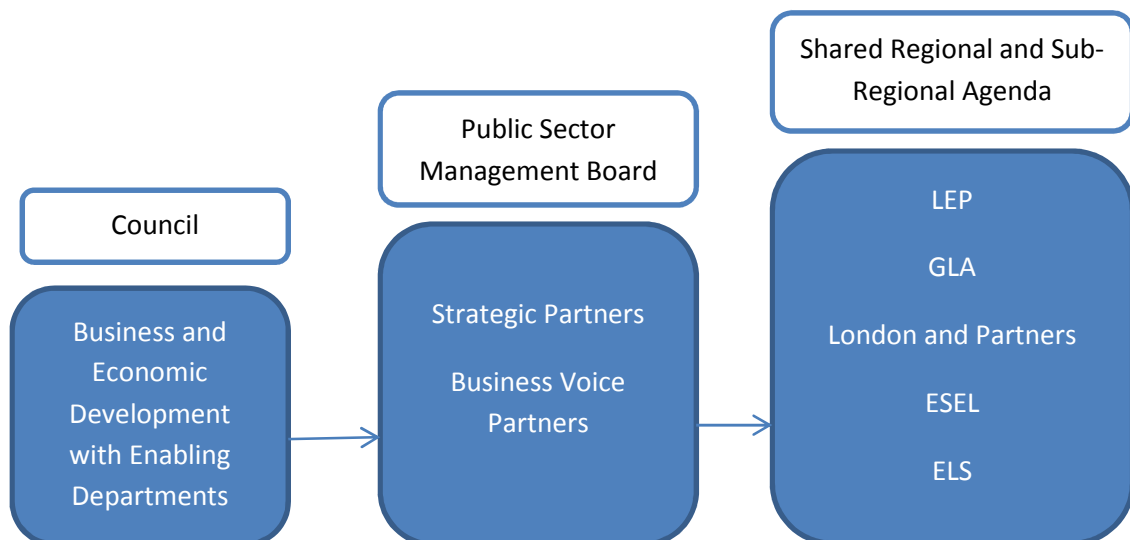 Council
Business and
Economic
Development
with Enabling
Departments
Public Sector
Management Board
Strategic Partners
Business Voice
Partners
Shared Regional and Sub-
Regional Agenda
LEP
GLA
London and Partners
ESEL
ELS